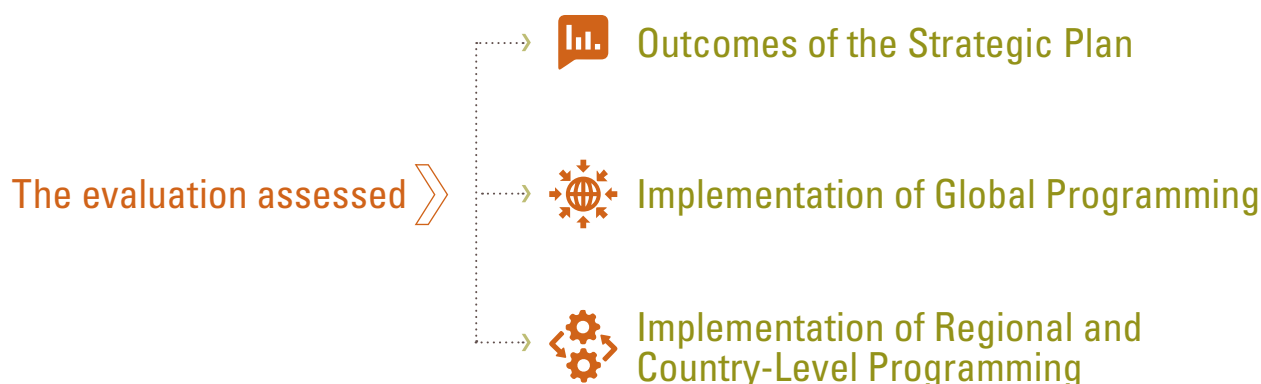 Outcomes of the Strategic Plan
The evaluation assessed
Implementation of Global Programming
Implementation of Regional and
Country-Level Programming